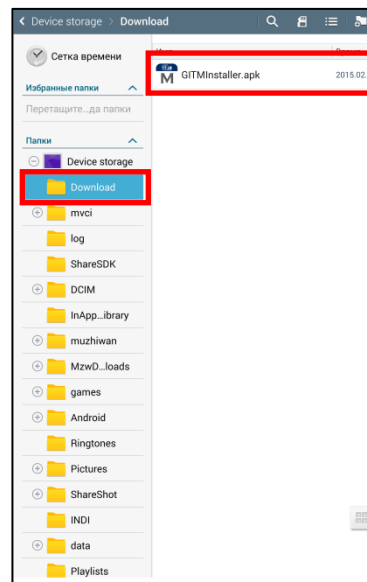 Device storage > Download
Сетка времени
Избранные папки
Перетащите...да папки
Папки
Device storage
Download
mvci
log
ShareSDK
DCIM
InApp...ibrary
muzhiwan
MzwD...loads
games
Android
Ringtones
Pictures
ShareShot
INDI
data
Playlists
GITMInstaller.apk
2015.02.